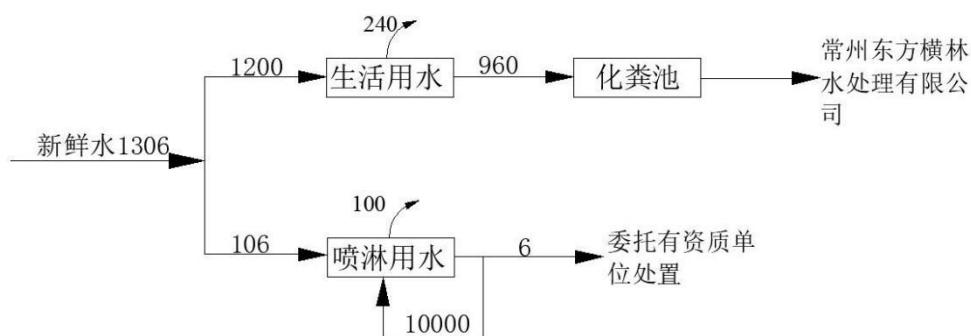 240
1200
生活用水
960
化粪池
常州东方横林
水处理有限公
司
新鲜水1306
100
106
喷淋用水
6
委托有资质单
位处置
10000